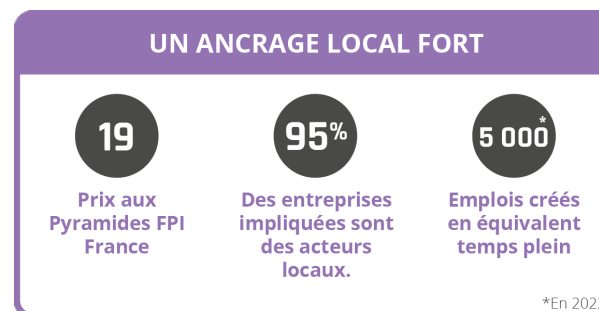 UN ANCRAGE LOCAL FORT
19
Prix aux
Pyramides FPI
France
95%
Des entreprises
impliquées sont
des acteurs
locaux.
5 000*
Emplois créés
en équivalent
temps plein
*En